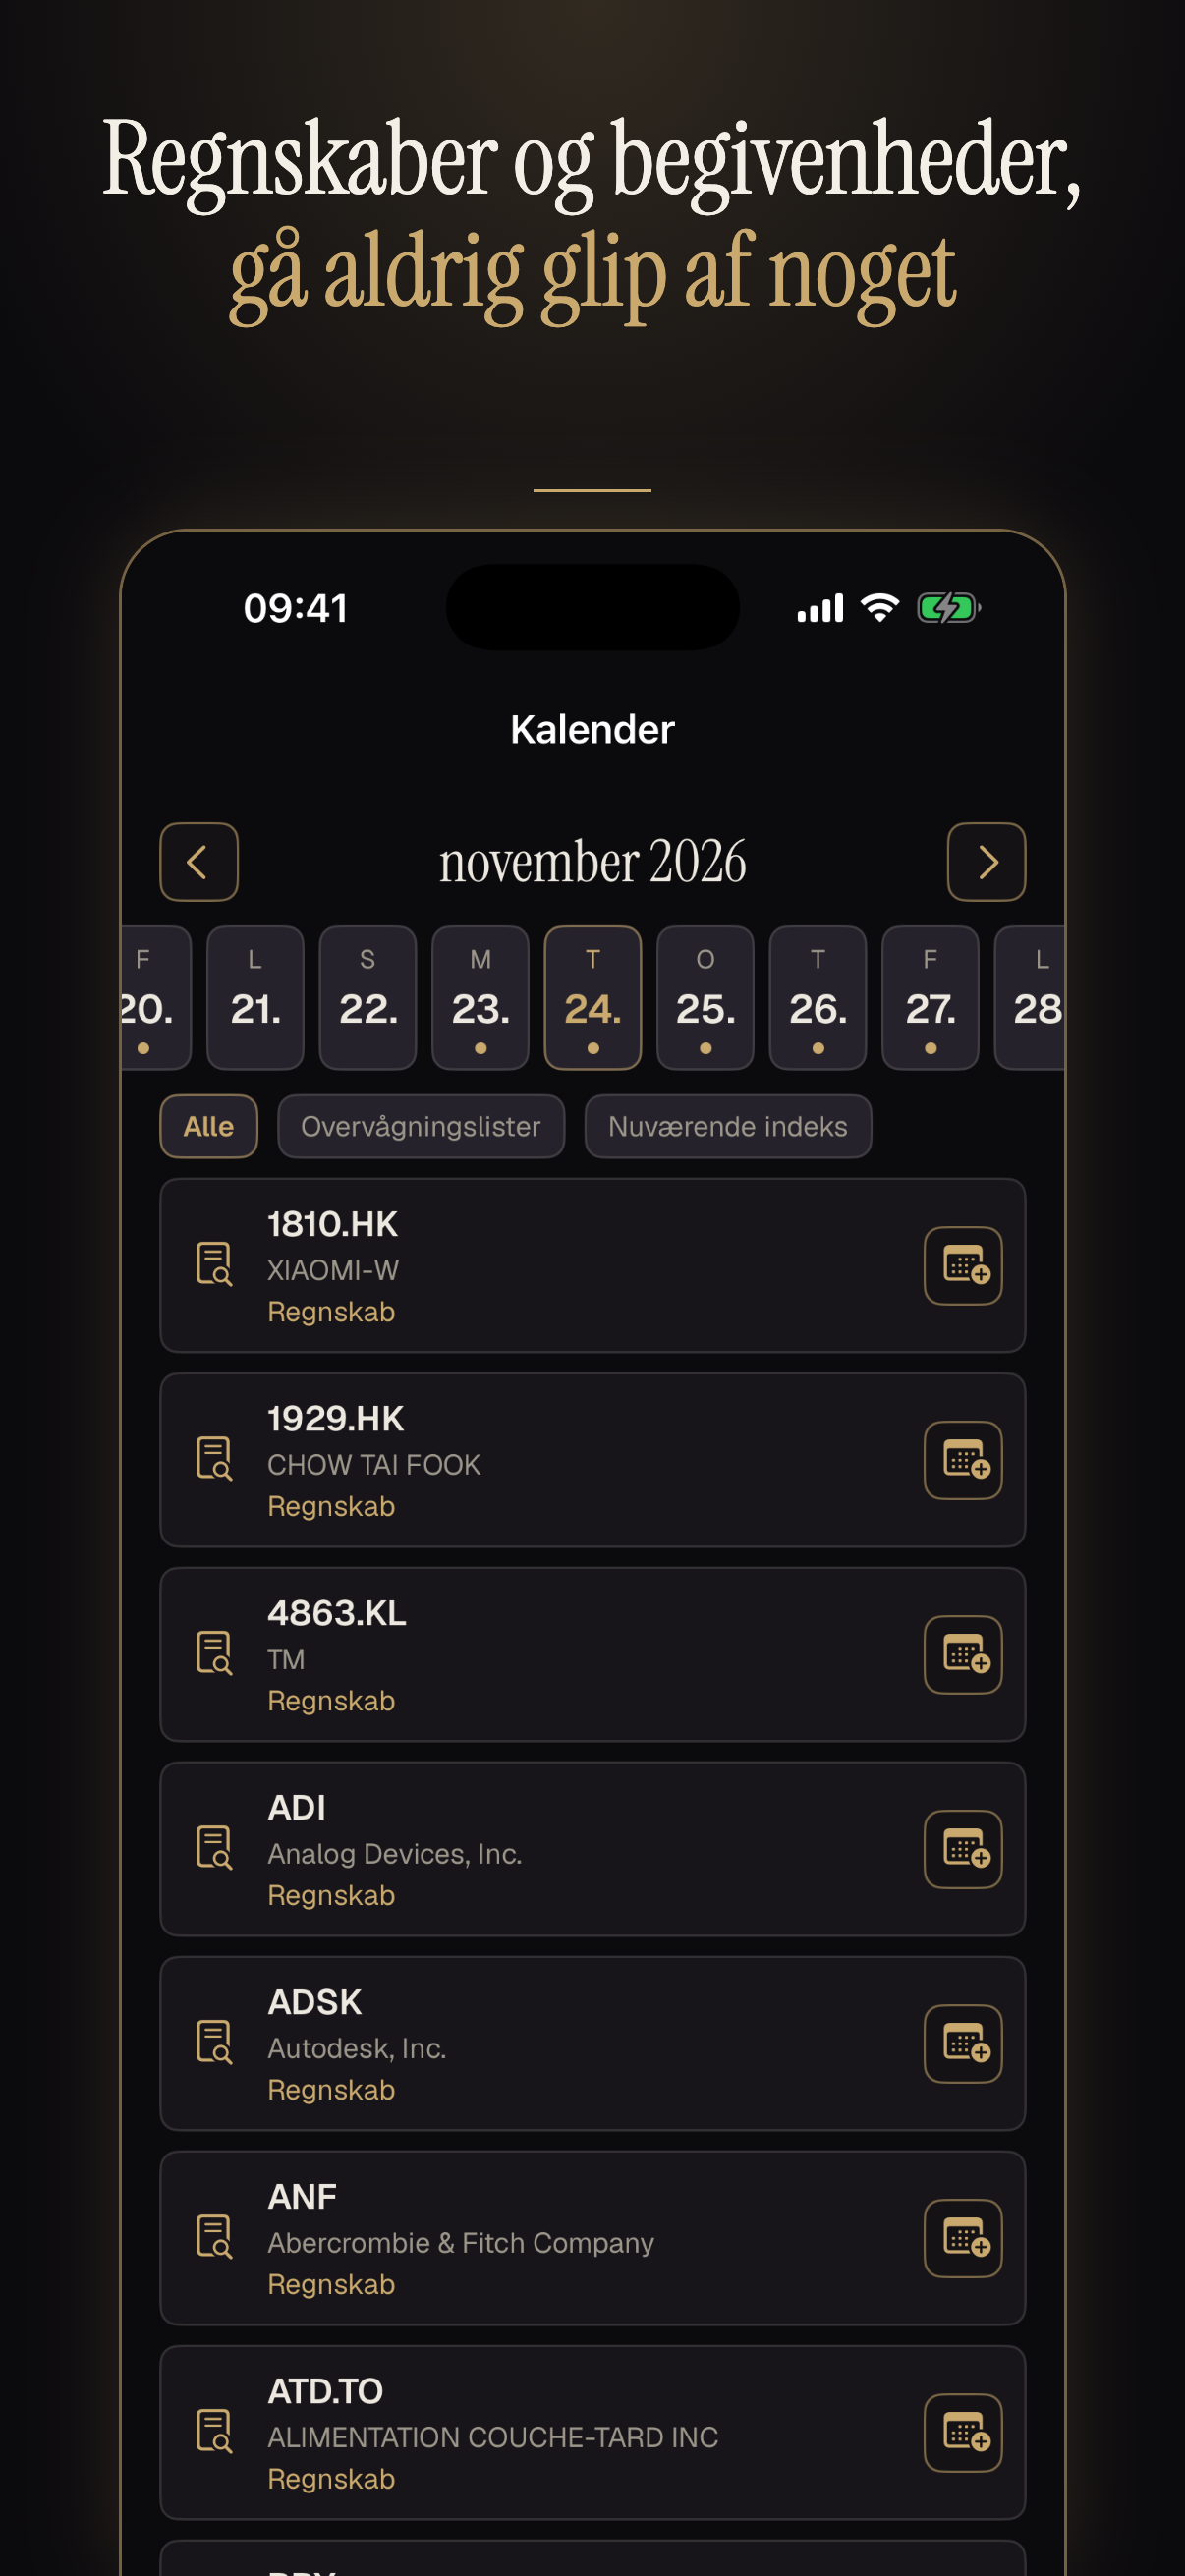 Regnskaber og begivenheder,
gå aldrig glip af noget
09:41
Kalender
november 2026
F L S M T O T F L
20. 21. 22. 23. 24. 25. 26. 27. 28
Alle Overvågningslister Nuværende indeks
1810.HK
XIAOMI-W
Regnskab
1929.HK
CHOW TAI FOOK
Regnskab
4863.KL
TM
Regnskab
ADI
Analog Devices, Inc.
Regnskab
ADSK
Autodesk, Inc.
Regnskab
ANF
Abercrombie & Fitch Company
Regnskab
ATD.TO
ALIMENTATION COUCHE-TARD INC
Regnskab